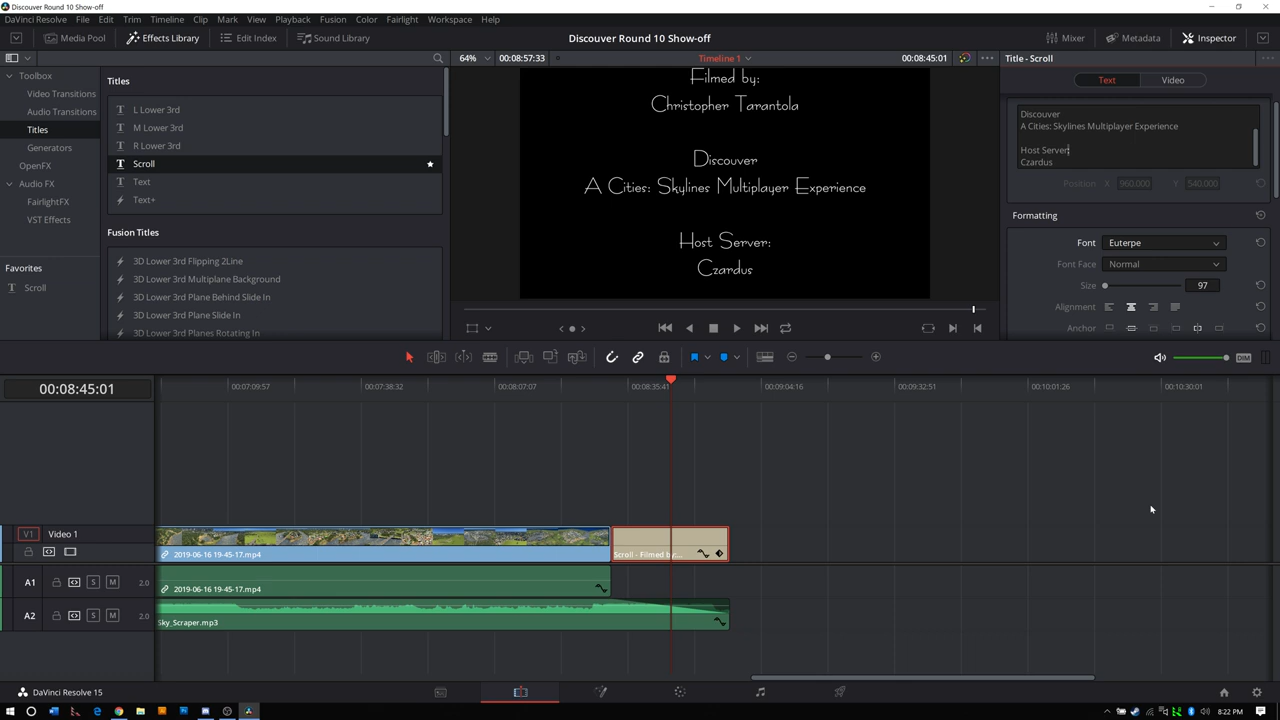 Discover Round 10 Show-off
DaVinci Resolve File Edit Trim Timeline Clip Mark View Playback Fusion Color Fairlight Workspace Help
Media Pool Effects Library Edit Index Sound Library Discover Round 10 Show-off Mixer Metadata Inspector
64% 00:08:57:33 Timeline 1 00:08:45:01 Title - Scroll
Toolbox
Video Transitions
Audio Transitions
Titles
Generators
OpenFX
Audio FX
FairlightFX
VST Effects
Favorites
Scroll
Titles
L Lower 3rd
M Lower 3rd
R Lower 3rd
Scroll
Text
Text+
Fusion Titles
3D Lower 3rd Flipping 2Line
3D Lower 3rd Multiplane Background
3D Lower 3rd Plane Behind Slide In
3D Lower 3rd Plane Slide In
3D Lower 3rd Planes Rotating In
Filmed by:
Christopher Tarantola
Discover
A Cities: Skylines Multiplayer Experience
Host Server:
Czardus
Text Video
Discover
A Cities: Skylines Multiplayer Experience
Host Server:
Czardus
Position X 960.000 Y 540.000
Formatting
Font Euterpe
Font Face Normal
Size 97
Alignment
Anchor
DIM
00:08:45:01
00:07:09:57 00:07:38:32 00:08:07:07 00:08:35:41 00:09:04:16 00:09:32:51 00:10:01:26 00:10:30:01
V1 Video 1
2019-06-16 19-45-17.mp4
Scroll - Filmed by:...
A1 S M 2.0
2019-06-16 19-45-17.mp4
A2 S M 2.0
Sky_Scraper.mp3
DaVinci Resolve 15
8:22 PM